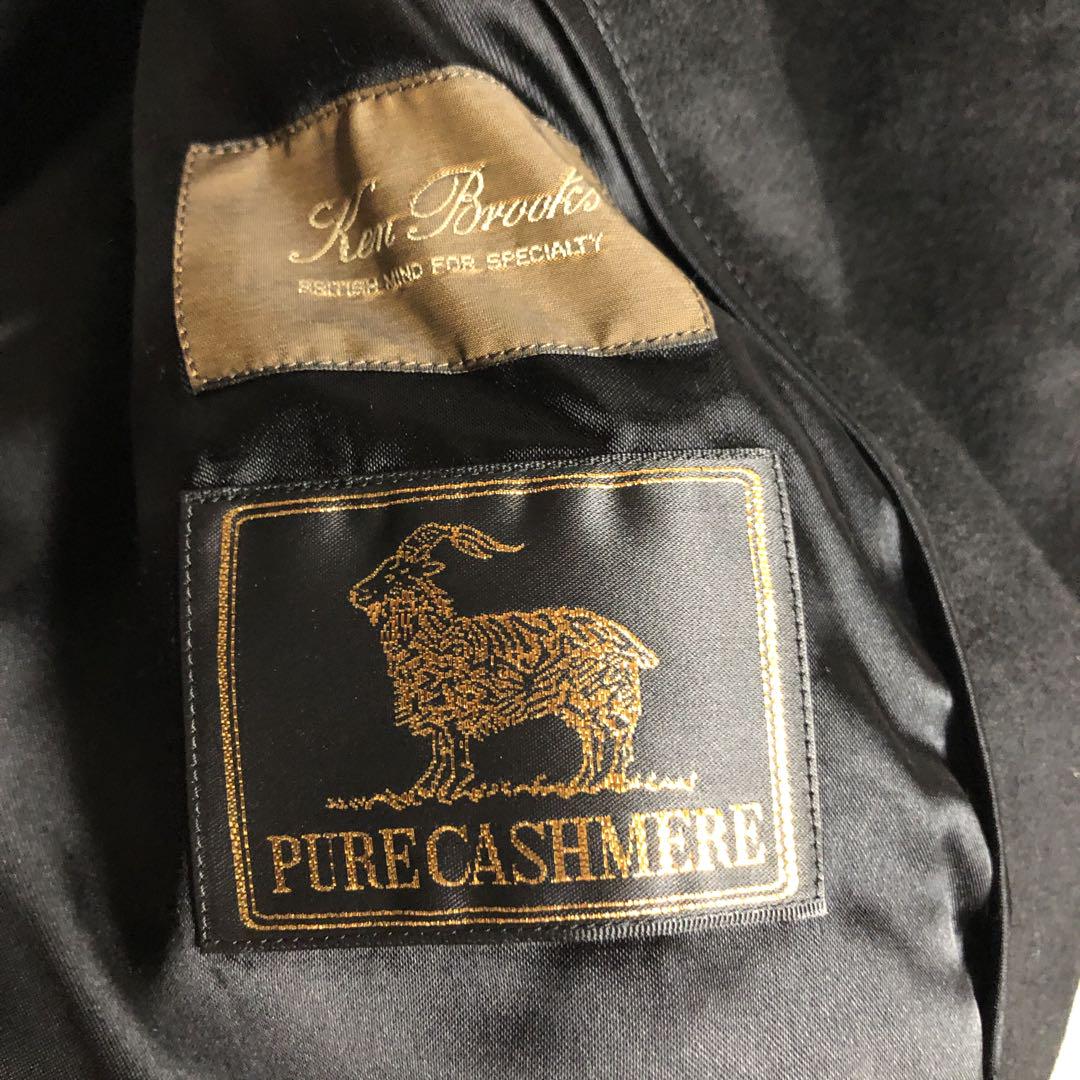 Ken Brooks
BRITISH MIND FOR SPECIALTY
PURE CASHMERE